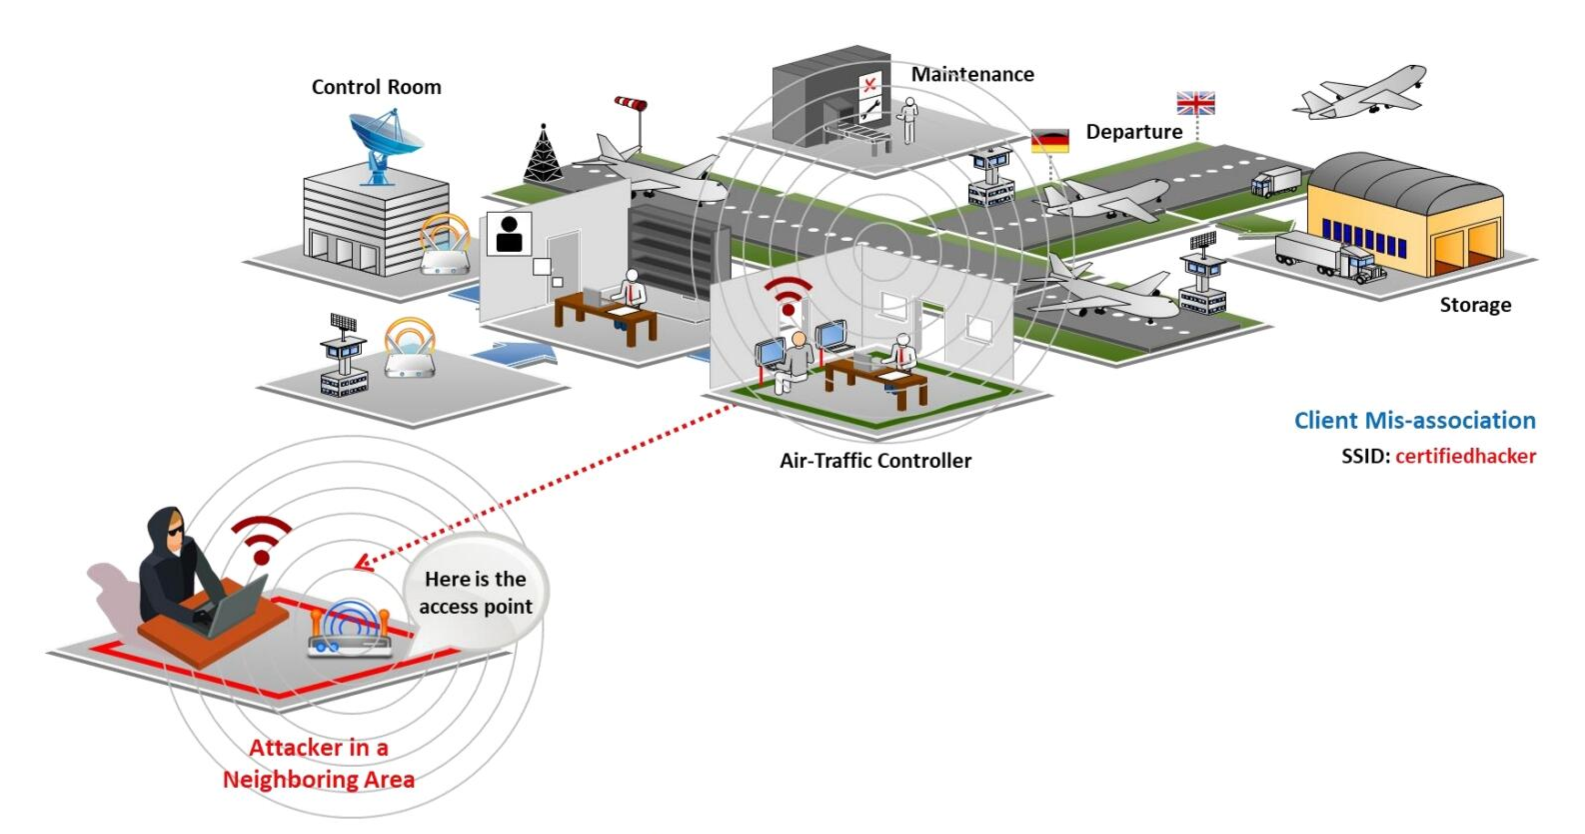 Control Room
Maintenance
Departure
Storage
Air-Traffic Controller
Client Mis-association
SSID: certifiedhacker
Here is the
access point
Attacker in a
Neighboring Area